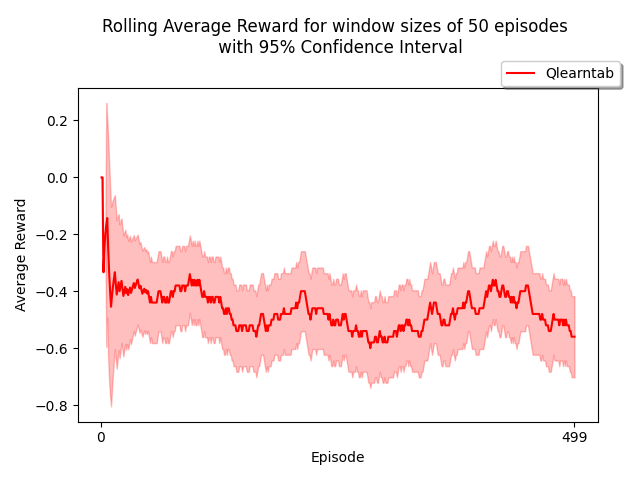 Rolling Average Reward for window sizes of 50 episodes
with 95% Confidence Interval
Qlearntab
0.2
0.0
−0.2
−0.4
−0.6
−0.8
Average Reward
0
499
Episode